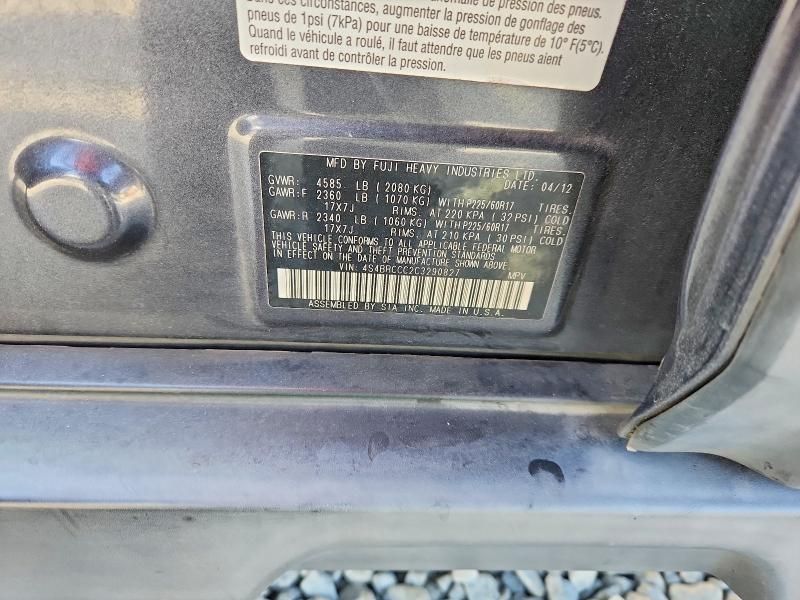 Dans ces circonstances, augmenter la pression de gonflage des
pneus de 1psi (7kPa) pour une baisse de température de 10° F(5°C).
Quand le véhicule a roulé, il faut attendre que les pneus aient
refroidi avant de contrôler la pression.
MFD BY FUJI HEAVY INDUSTRIES LTD.
GVWR: 4585 LB ( 2080 KG) DATE: 04/12
GAWR:F 2360 LB ( 1070 KG) WITH P225/60R17 TIRES,
17X7J RIMS, AT 220 KPA ( 32 PSI) COLD
GAWR:R 2340 LB ( 1060 KG) WITH P225/60R17 TIRES,
17X7J RIMS, AT 210 KPA ( 30 PSI) COLD
THIS VEHICLE CONFORMS TO ALL APPLICABLE FEDERAL MOTOR
VEHICLE SAFETY AND THEFT PREVENTION STANDARDS
IN EFFECT ON THE DATE OF MANUFACTURE SHOWN ABOVE.
VIN: 4S4BRCCC2C3290827 MPV
ASSEMBLED BY SIA INC. MADE IN U.S.A.